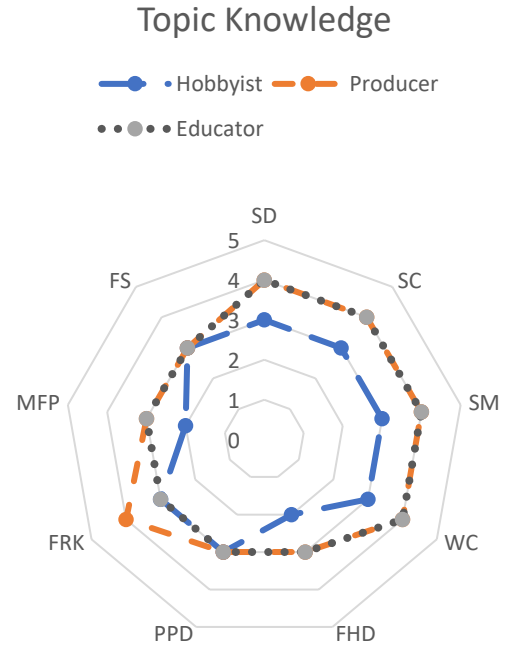 Topic Knowledge
Hobbyist Producer
Educator
SD
5
FS 4 SC
3
2
MFP 1 SM
0
FRK WC
PPD FHD